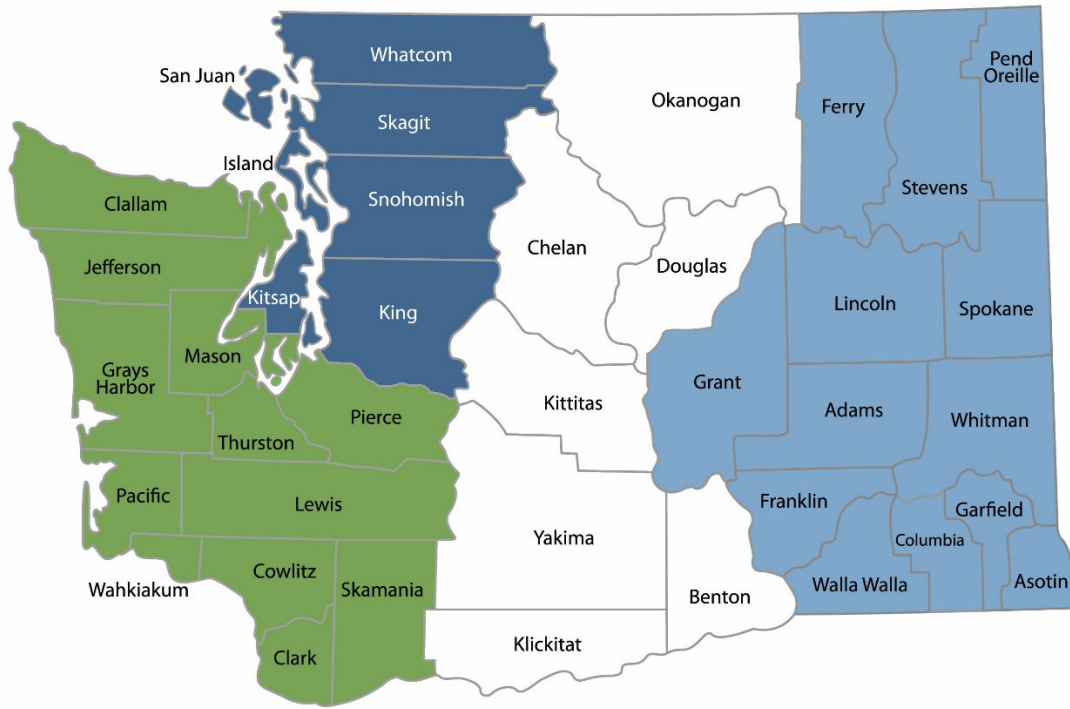 Whatcom
San Juan
Skagit
Okanogan
Ferry
Pend
Oreille
Island
Stevens
Clallam
Snohomish
Chelan
Douglas
Jefferson
Kitsap
King
Lincoln
Spokane
Mason
Grays
Harbor
Grant
Kittitas
Adams
Pierce
Whitman
Thurston
Pacific
Lewis
Franklin
Garfield
Yakima
Columbia
Wahkiakum
Cowlitz
Skamania
Walla Walla
Asotin
Benton
Klickitat
Clark